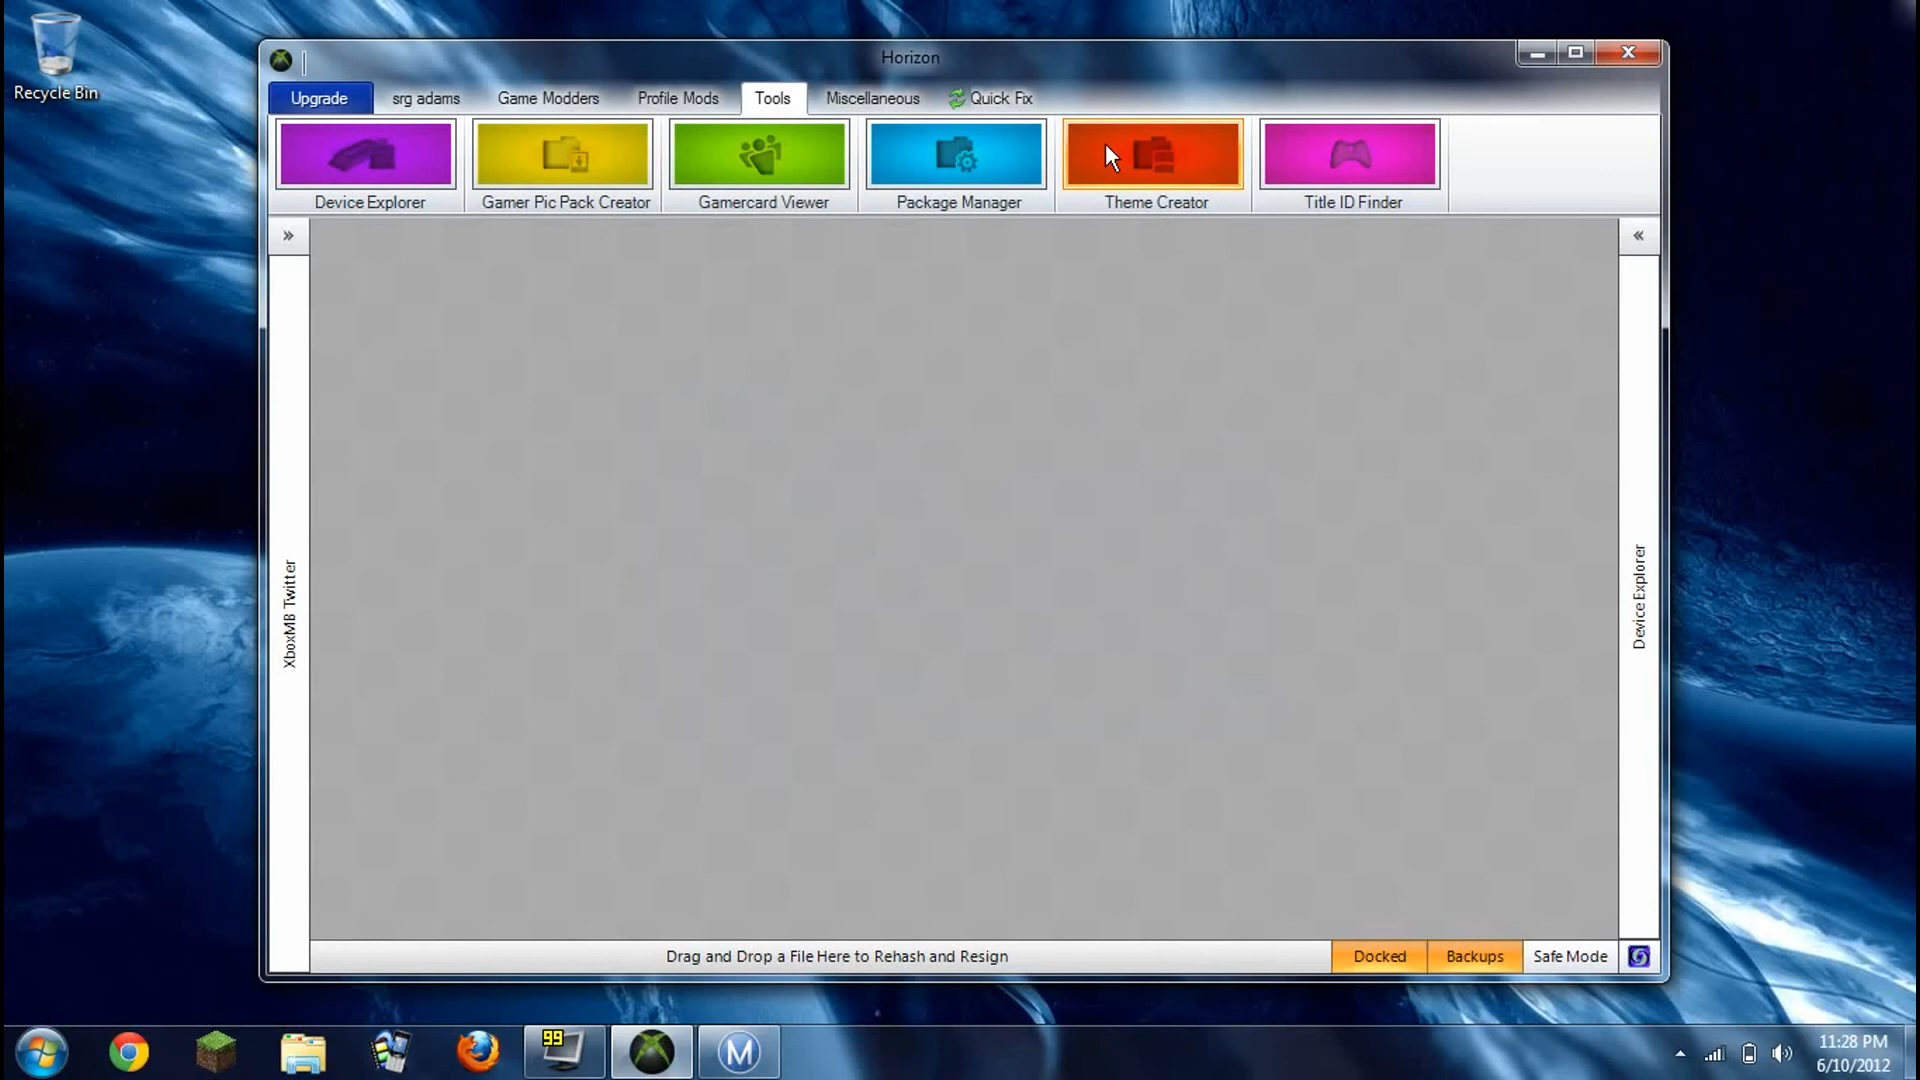 Recycle Bin
Horizon
Upgrade srg adams Game Modders Profile Mods Tools Miscellaneous Quick Fix
Device Explorer Gamer Pic Pack Creator Gamercard Viewer Package Manager Theme Creator Title ID Finder
» «
XboxMB Twitter
Device Explorer
Drag and Drop a File Here to Rehash and Resign Docked Backups Safe Mode
99
M
11:28 PM
6/10/2012